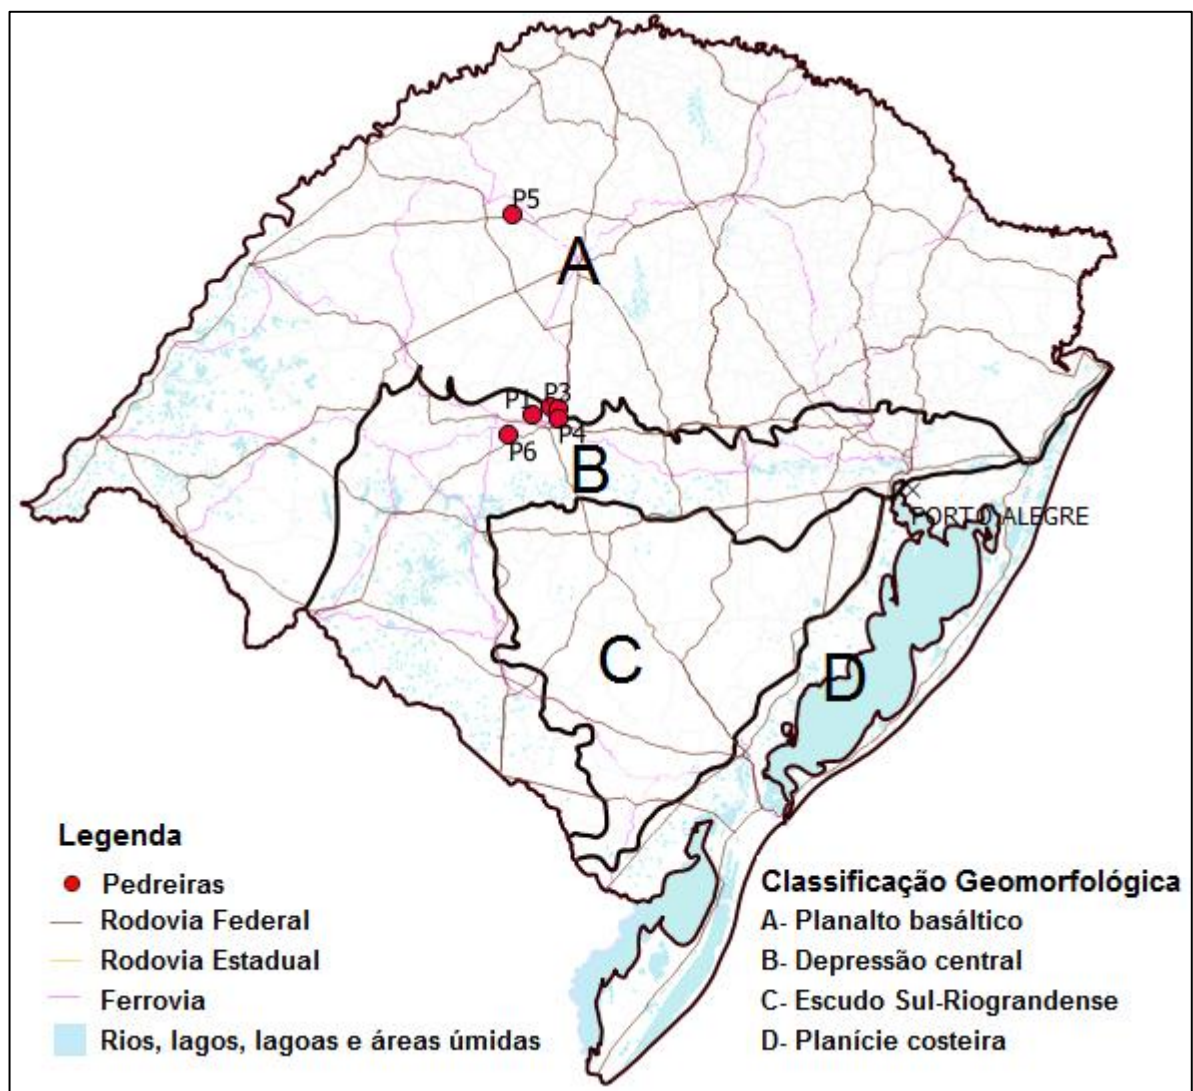 P5
A
P1
P3
P4
P6
B
PORTO ALEGRE
C
D
Legenda
Pedreiras
Rodovia Federal
Rodovia Estadual
Ferrovia
Rios, lagos, lagoas e áreas úmidas
Classificação Geomorfológica
A- Planalto basáltico
B- Depressão central
C- Escudo Sul-Riograndense
D- Planície costeira